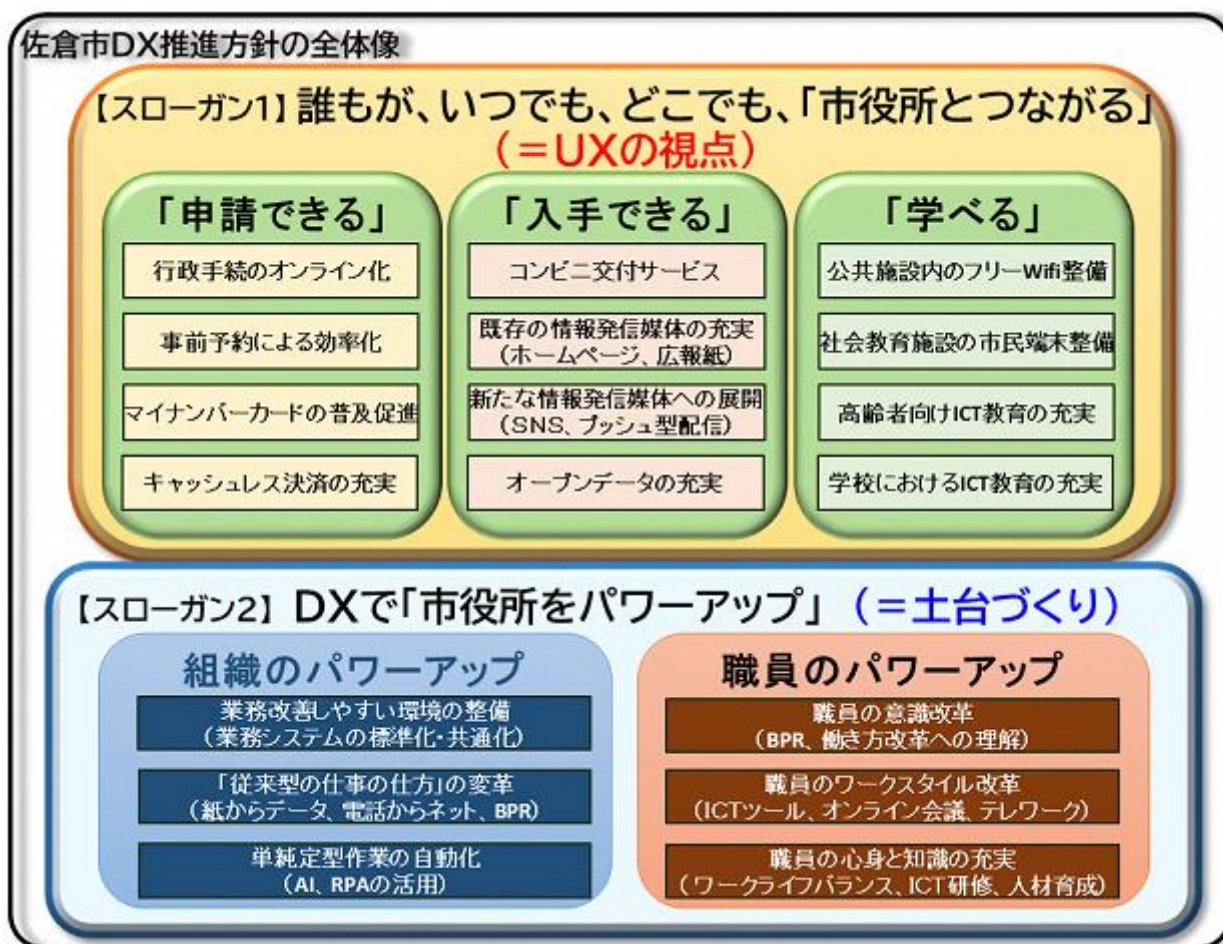 佐倉市DX推進方針の全体像
【スローガン1】誰もが、いつでも、どこでも、「市役所とつながる」
(=UXの視点)
「申請できる」
行政手続のオンライン化
事前予約による効率化
マイナンバーカードの普及促進
キャッシュレス決済の充実
「入手できる」
コンビニ交付サービス
既存の情報発信媒体の充実
(ホームページ、広報紙)
新たな情報発信媒体への展開
(SNS、プッシュ型配信)
オープンデータの充実
「学べる」
公共施設内のフリーWifi整備
社会教育施設の市民端末整備
高齢者向けICT教育の充実
学校におけるICT教育の充実
【スローガン2】DXで「市役所をパワーアップ」(=土台づくり)
組織のパワーアップ
業務改善しやすい環境の整備
(業務システムの標準化・共通化)
「従来型の仕事の仕方」の変革
(紙からデータ、電話からネット、BPR)
単純定型作業の自動化
(AI、RPAの活用)
職員のパワーアップ
職員の意識改革
(BPR、働き方改革への理解)
職員のワークスタイル改革
(ICTツール、オンライン会議、テレワーク)
職員の心身と知識の充実
(ワークライフバランス、ICT研修、人材育成)